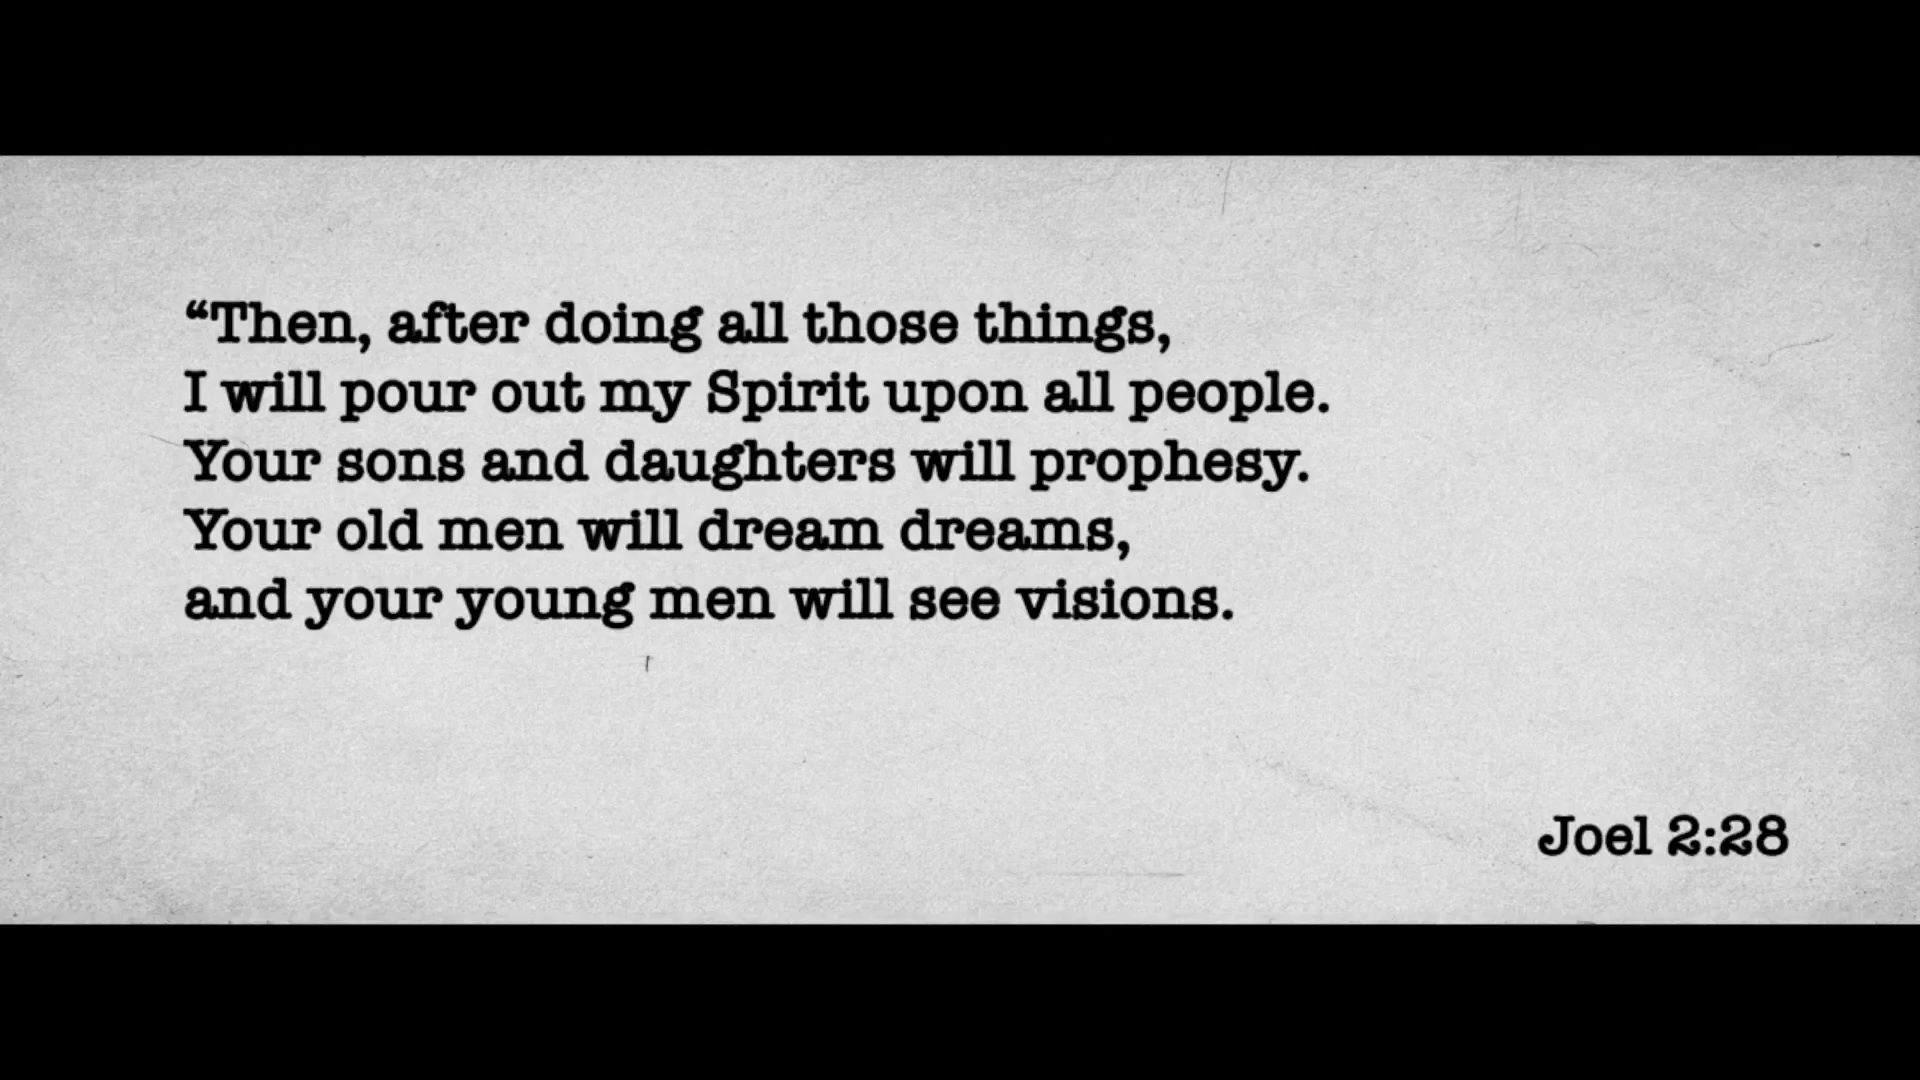 “Then, after doing all those things,
I will pour out my Spirit upon all people.
Your sons and daughters will prophesy.
Your old men will dream dreams,
and your young men will see visions.
Joel 2:28